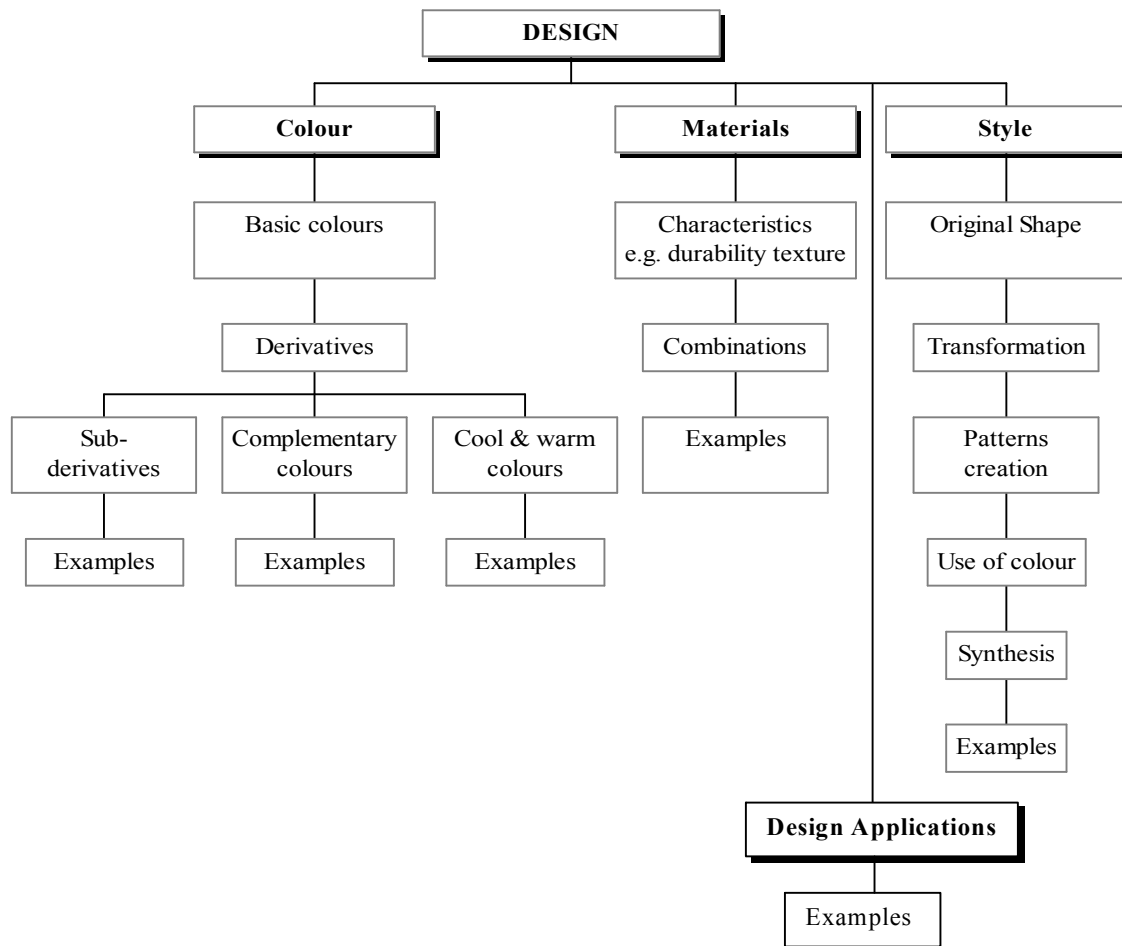 DESIGN
Colour
Materials
Style
Basic colours
Characteristics
e.g. durability texture
Original Shape
Derivatives
Combinations
Transformation
Sub-
derivatives
Complementary
colours
Cool & warm
colours
Examples
Patterns
creation
Examples
Examples
Examples
Use of colour
Synthesis
Examples
Design Applications
Examples